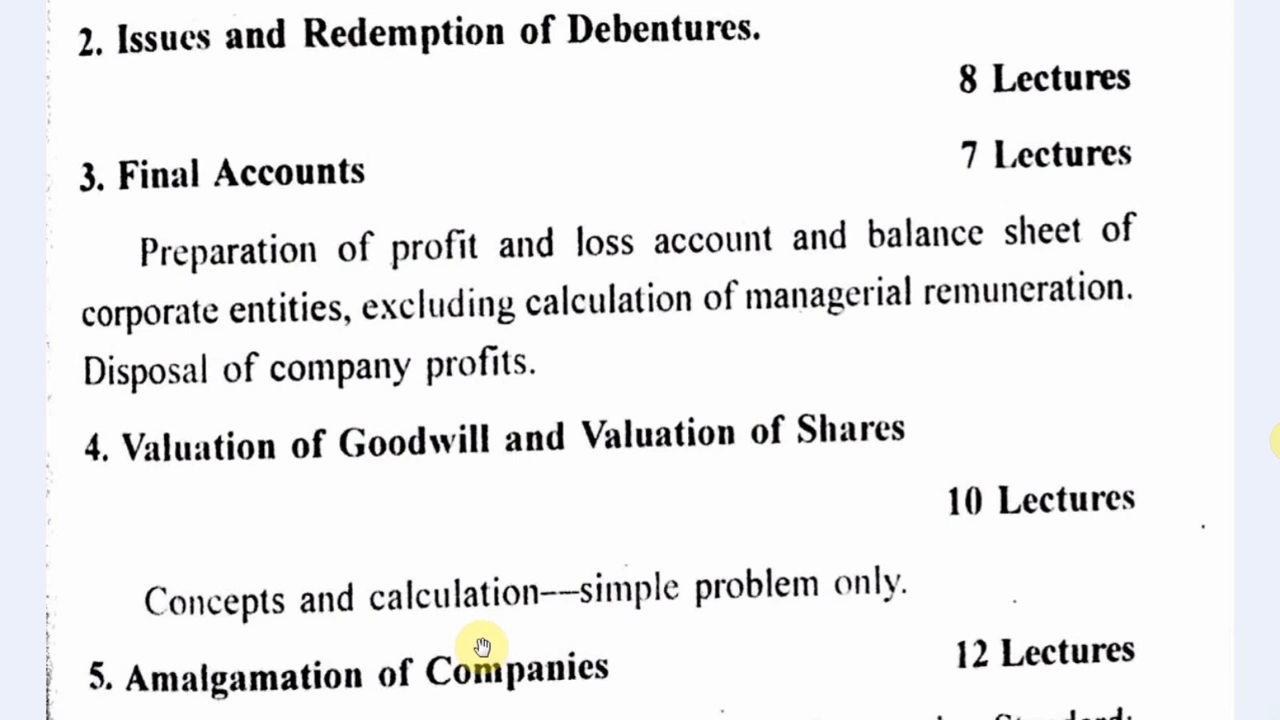 2. Issues and Redemption of Debentures.
8 Lectures
3. Final Accounts
7 Lectures
Preparation of profit and loss account and balance sheet of
corporate entities, excluding calculation of managerial remuneration.
Disposal of company profits.
4. Valuation of Goodwill and Valuation of Shares
10 Lectures
Concepts and calculation—simple problem only.
5. Amalgamation of Companies
12 Lectures